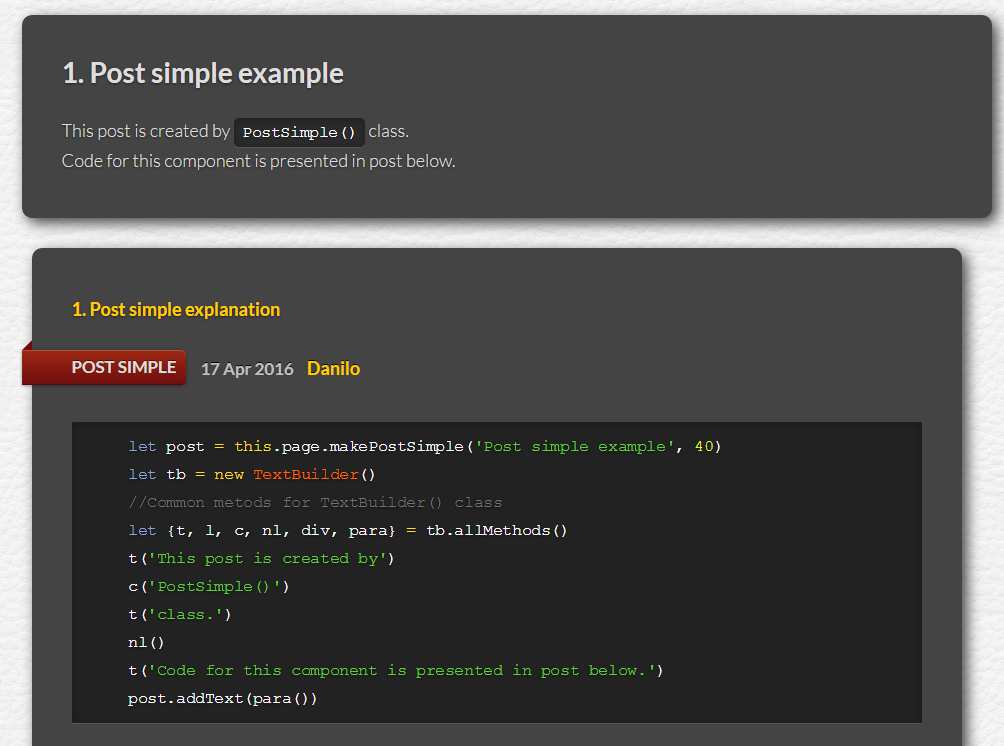 1. Post simple example
This post is created by PostSimple() class.
Code for this component is presented in post below.
1. Post simple explanation
POST SIMPLE 17 Apr 2016 Danilo
let post = this.page.makePostSimple('Post simple example', 40)
let tb = new TextBuilder()
//Common metods for TextBuilder() class
let {t, l, c, nl, div, para} = tb.allMethods()
t('This post is created by')
c('PostSimple()')
t('class.')
nl()
t('Code for this component is presented in post below.')
post.addText(para())